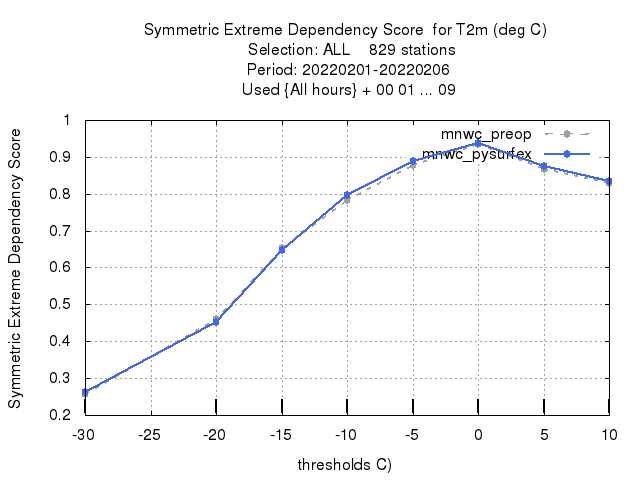 Symmetric Extreme Dependency Score  for T2m (deg C)
Selection: ALL    829 stations
Period: 20220201-20220206
Used {All hours} + 00 01 ... 09
Symmetric Extreme Dependency Score
1
0.9
0.8
0.7
0.6
0.5
0.4
0.3
0.2
mnwc_preop
mnwc_pysurfex
-30 -25 -20 -15 -10 -5 0 5 10
thresholds C)